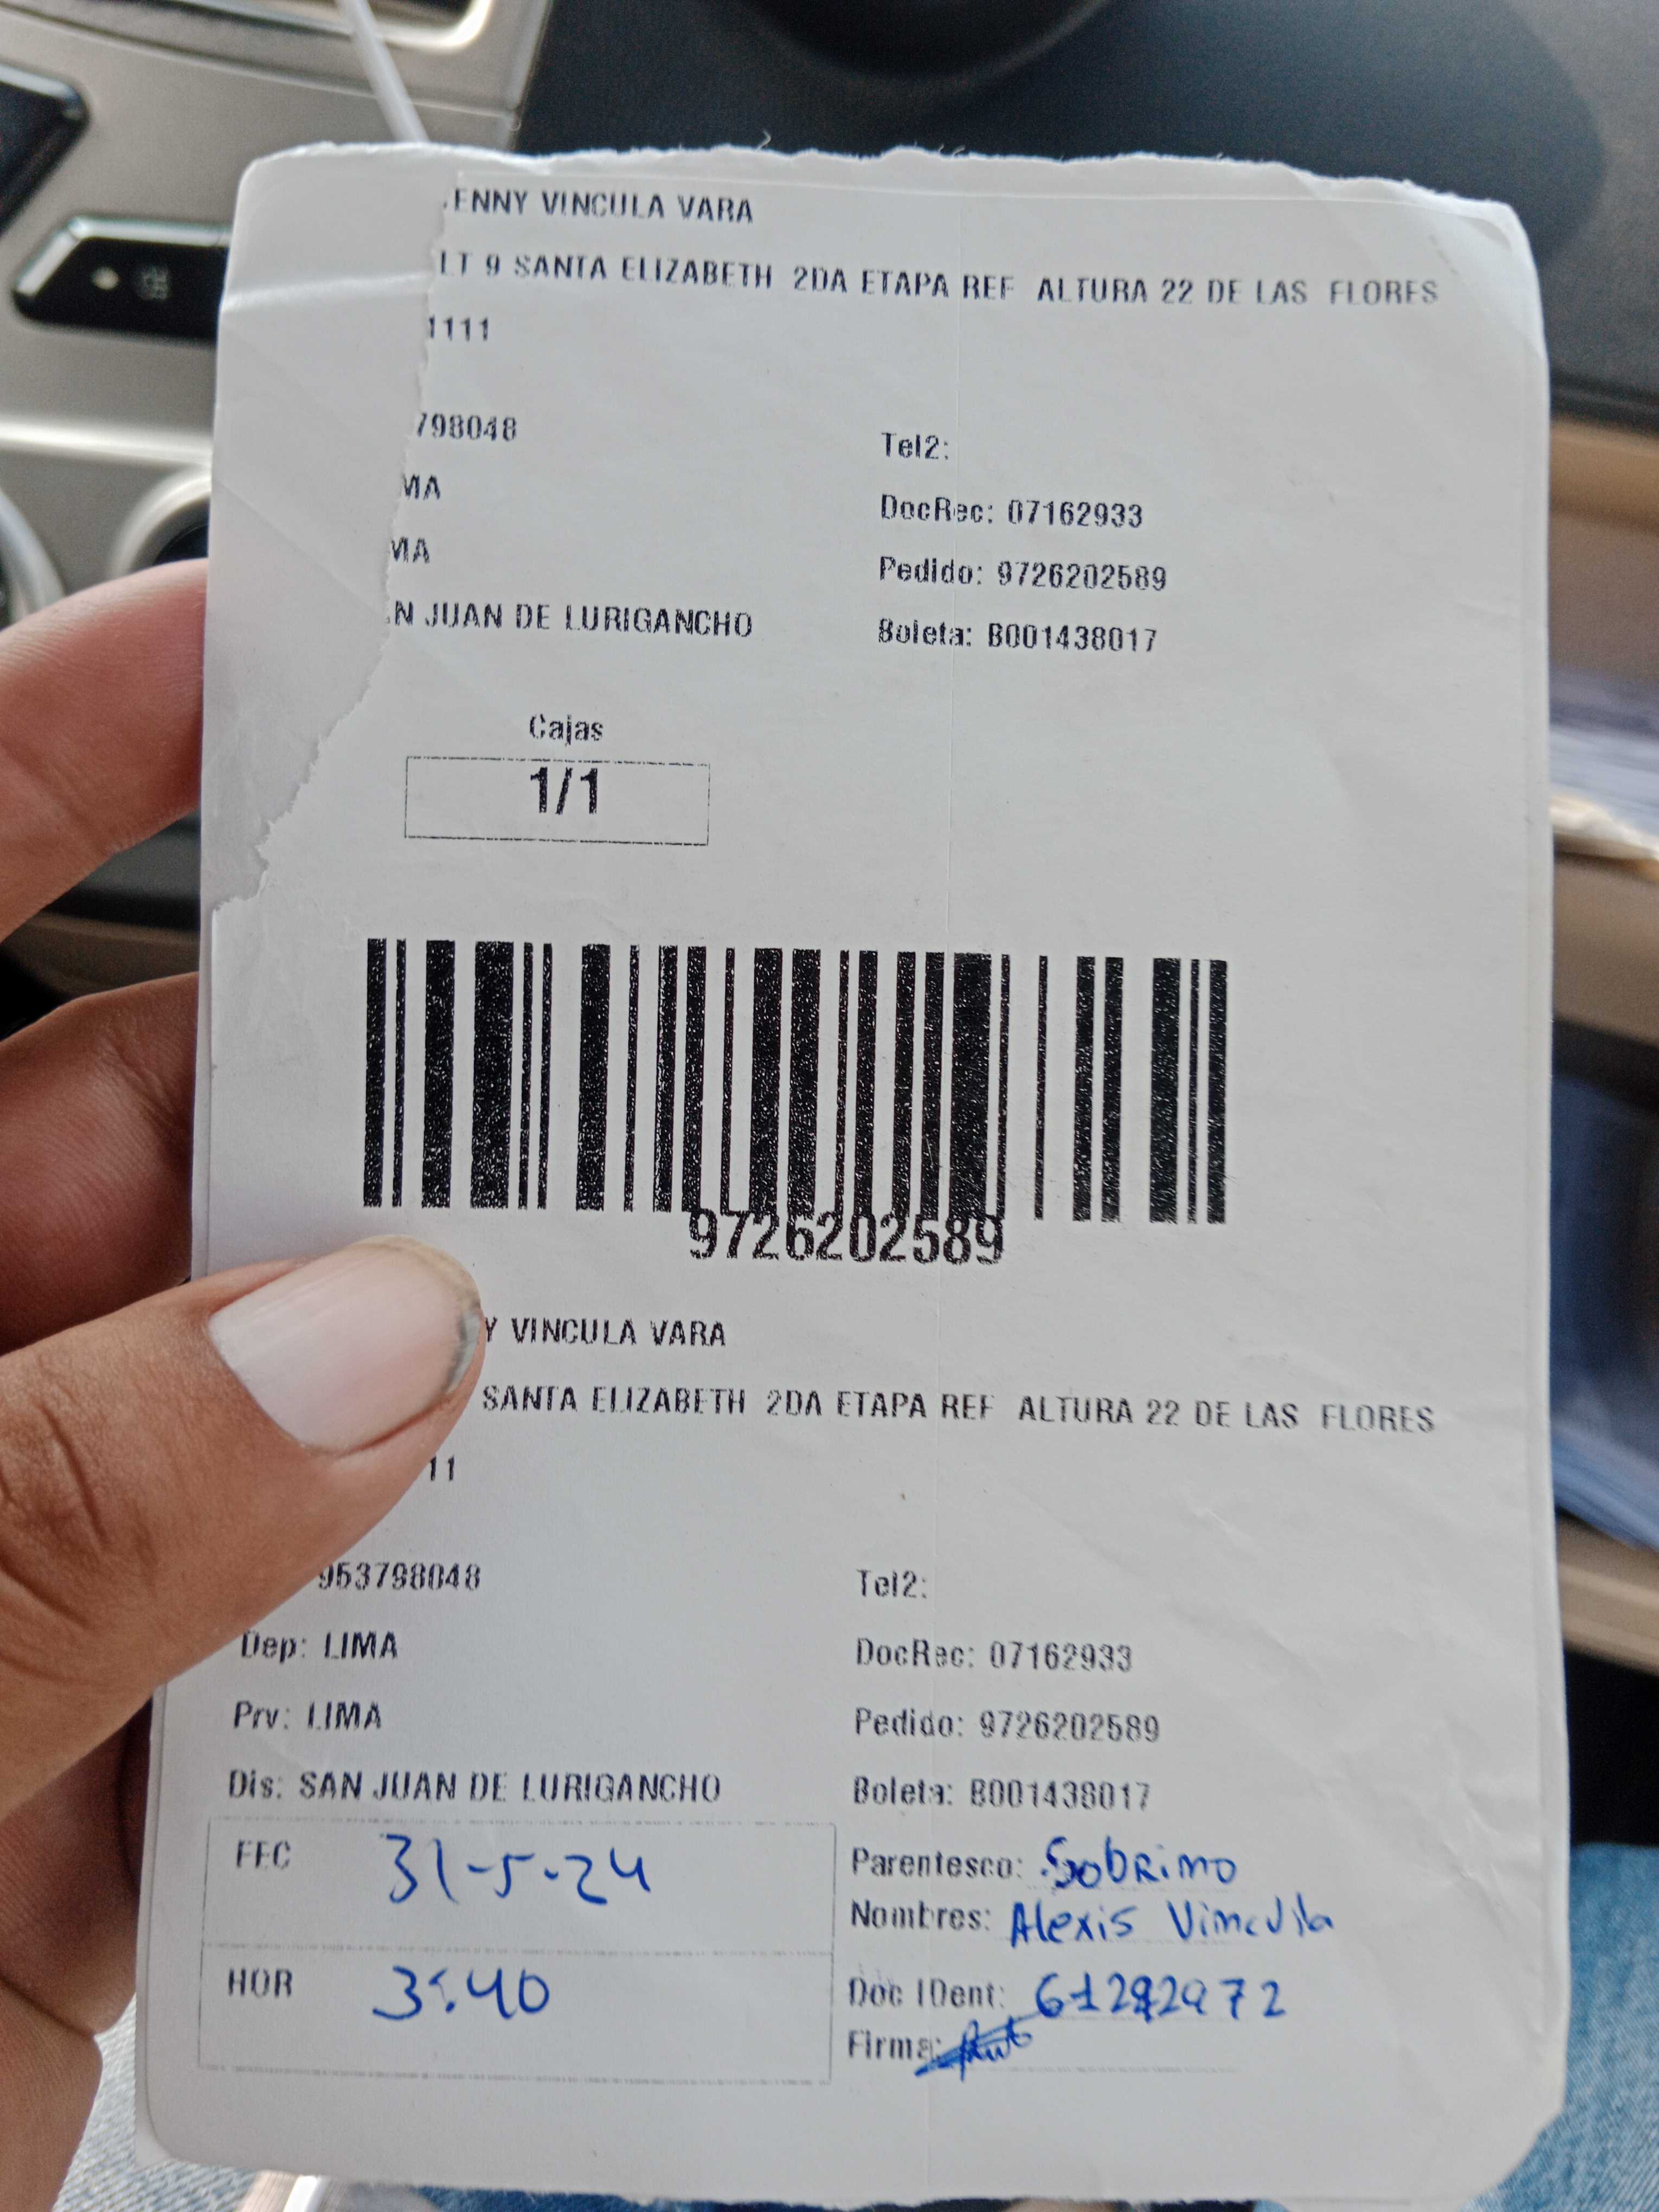 ENNY VINCULA VARA
LT 9 SANTA ELIZABETH 2DA ETAPA REF ALTURA 22 DE LAS FLORES
1111
798048
Tel2:
MA
DocRec: 07162933
MA
Pedido: 9726202589
N JUAN DE LURIGANCHO
Boleta: B001438017
Cajas
1/1
9726202589
Y VINCULA VARA
SANTA ELIZABETH 2DA ETAPA REF ALTURA 22 DE LAS FLORES
11
953798048
Tel2:
Dep: LIMA
DocRec: 07162933
Prv: LIMA
Pedido: 9726202589
Dis: SAN JUAN DE LURIGANCHO
Boleta: B001438017
FEC 31-5-24
Parentesco: Sobrino
Nombres: Alexis Vincula
HOR 3:40
Doc IDent:
Firma: